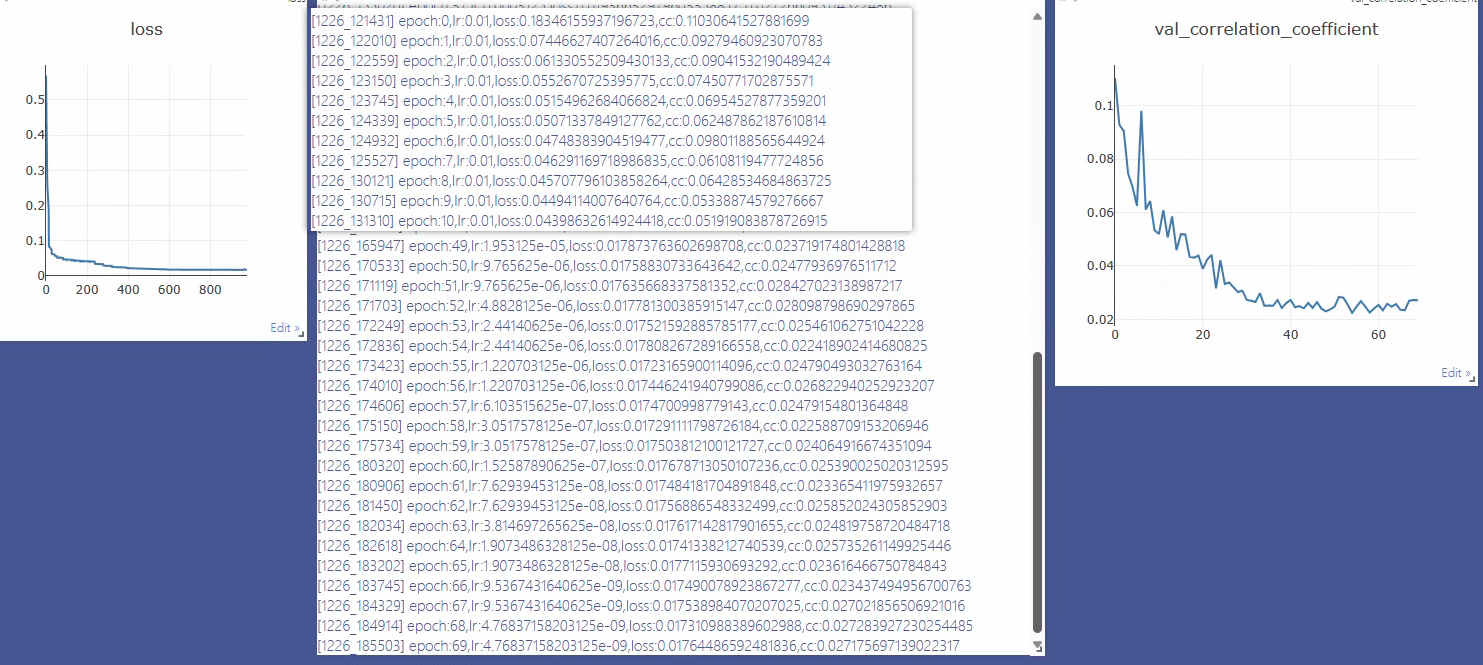 loss
0.5
0.4
0.3
0.2
0.1
0
0 200 400 600 800
Edit »
[1226_121431] epoch:0,lr:0.01,loss:0.18346155937196723,cc:0.11030641527881699
[1226_122010] epoch:1,lr:0.01,loss:0.07446627407264016,cc:0.09279460923070783
[1226_122559] epoch:2,lr:0.01,loss:0.061330552509430133,cc:0.09041532190489424
[1226_123150] epoch:3,lr:0.01,loss:0.0552670725395775,cc:0.07450771702875571
[1226_123745] epoch:4,lr:0.01,loss:0.05154962684066824,cc:0.06954527877359201
[1226_124339] epoch:5,lr:0.01,loss:0.05071337849127762,cc:0.062487862187610814
[1226_124932] epoch:6,lr:0.01,loss:0.04748383904519477,cc:0.09801188565644924
[1226_125527] epoch:7,lr:0.01,loss:0.046291169718986835,cc:0.06108119477724856
[1226_130121] epoch:8,lr:0.01,loss:0.045707796103858264,cc:0.06428534684863725
[1226_130715] epoch:9,lr:0.01,loss:0.04494114007640764,cc:0.05338874579276667
[1226_131310] epoch:10,lr:0.01,loss:0.04398632614924418,cc:0.051919083878726915
[1226_165947] epoch:49,lr:1.953125e-05,loss:0.017873763602698708,cc:0.023719174801428818
[1226_170533] epoch:50,lr:9.765625e-06,loss:0.01758830733643642,cc:0.02477936976511712
[1226_171119] epoch:51,lr:9.765625e-06,loss:0.017635668337581352,cc:0.028427023138987217
[1226_171703] epoch:52,lr:4.8828125e-06,loss:0.017781300385915147,cc:0.028098798690297865
[1226_172249] epoch:53,lr:2.44140625e-06,loss:0.017521592885785177,cc:0.025461062751042228
[1226_172836] epoch:54,lr:2.44140625e-06,loss:0.017808267289166558,cc:0.022418902414680825
[1226_173423] epoch:55,lr:1.220703125e-06,loss:0.01723165900114096,cc:0.024790493032763164
[1226_174010] epoch:56,lr:1.220703125e-06,loss:0.017446241940799086,cc:0.026822940252923207
[1226_174606] epoch:57,lr:6.103515625e-07,loss:0.0174700998779143,cc:0.02479154801364848
[1226_175150] epoch:58,lr:3.0517578125e-07,loss:0.017291111798726184,cc:0.022588709153206946
[1226_175734] epoch:59,lr:3.0517578125e-07,loss:0.017503812100121727,cc:0.024064916674351094
[1226_180320] epoch:60,lr:1.52587890625e-07,loss:0.017678713050107236,cc:0.025390025020312595
[1226_180906] epoch:61,lr:7.62939453125e-08,loss:0.017484181704891848,cc:0.023365411975932657
[1226_181450] epoch:62,lr:7.62939453125e-08,loss:0.01756886548332499,cc:0.025852024305852903
[1226_182034] epoch:63,lr:3.814697265625e-08,loss:0.017617142817901655,cc:0.024819758720484718
[1226_182618] epoch:64,lr:1.9073486328125e-08,loss:0.01741338212740539,cc:0.025735261149925446
[1226_183202] epoch:65,lr:1.9073486328125e-08,loss:0.0177115930693292,cc:0.023616466750784843
[1226_183745] epoch:66,lr:9.5367431640625e-09,loss:0.017490078923867277,cc:0.023437494956700763
[1226_184329] epoch:67,lr:9.5367431640625e-09,loss:0.017538984070207025,cc:0.027021856506921016
[1226_184914] epoch:68,lr:4.76837158203125e-09,loss:0.017310988389602988,cc:0.027283927230254485
[1226_185503] epoch:69,lr:4.76837158203125e-09,loss:0.01764486592481836,cc:0.027175697139022317
val_correlation_coefficient
0.1
0.08
0.06
0.04
0.02
0 20 40 60
Edit »